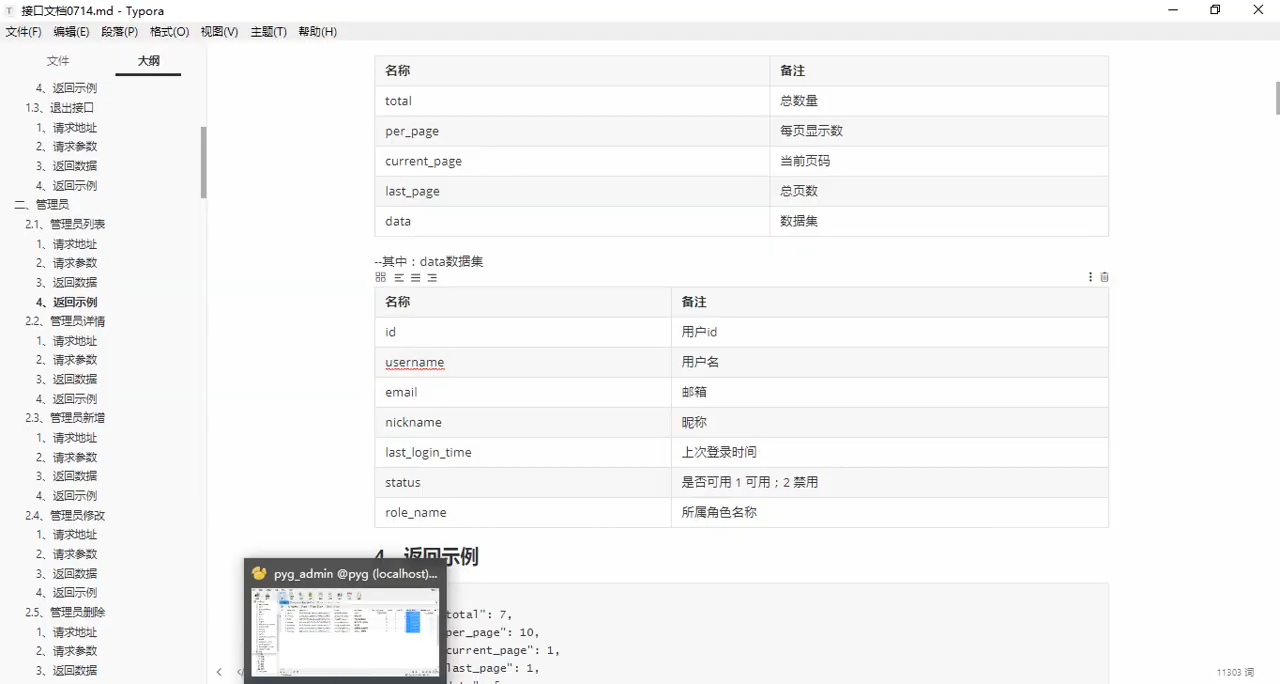 接口文档0714.md - Typora
文件(F) 编辑(E) 段落(P) 格式(O) 视图(V) 主题(T) 帮助(H)
文件 大纲
4、返回示例
1.3、退出接口
1、请求地址
2、请求参数
3、返回数据
4、返回示例
二、管理员
2.1、管理员列表
1、请求地址
2、请求参数
3、返回数据
4、返回示例
2.2、管理员详情
1、请求地址
2、请求参数
3、返回数据
4、返回示例
2.3、管理员新增
1、请求地址
2、请求参数
3、返回数据
4、返回示例
2.4、管理员修改
1、请求地址
2、请求参数
3、返回数据
4、返回示例
2.5、管理员删除
1、请求地址
2、请求参数
3、返回数据
名称 备注
total 总数量
per_page 每页显示数
current_page 当前页码
last_page 总页数
data 数据集
--其中：data数据集
名称 备注
id 用户id
username 用户名
email 邮箱
nickname 昵称
last_login_time 上次登录时间
status 是否可用 1 可用；2 禁用
role_name 所属角色名称
4、返回示例
pyg_admin @pyg (localhost)...
total": 7,
per_page": 10,
current_page": 1,
last_page": 1,
11303 词